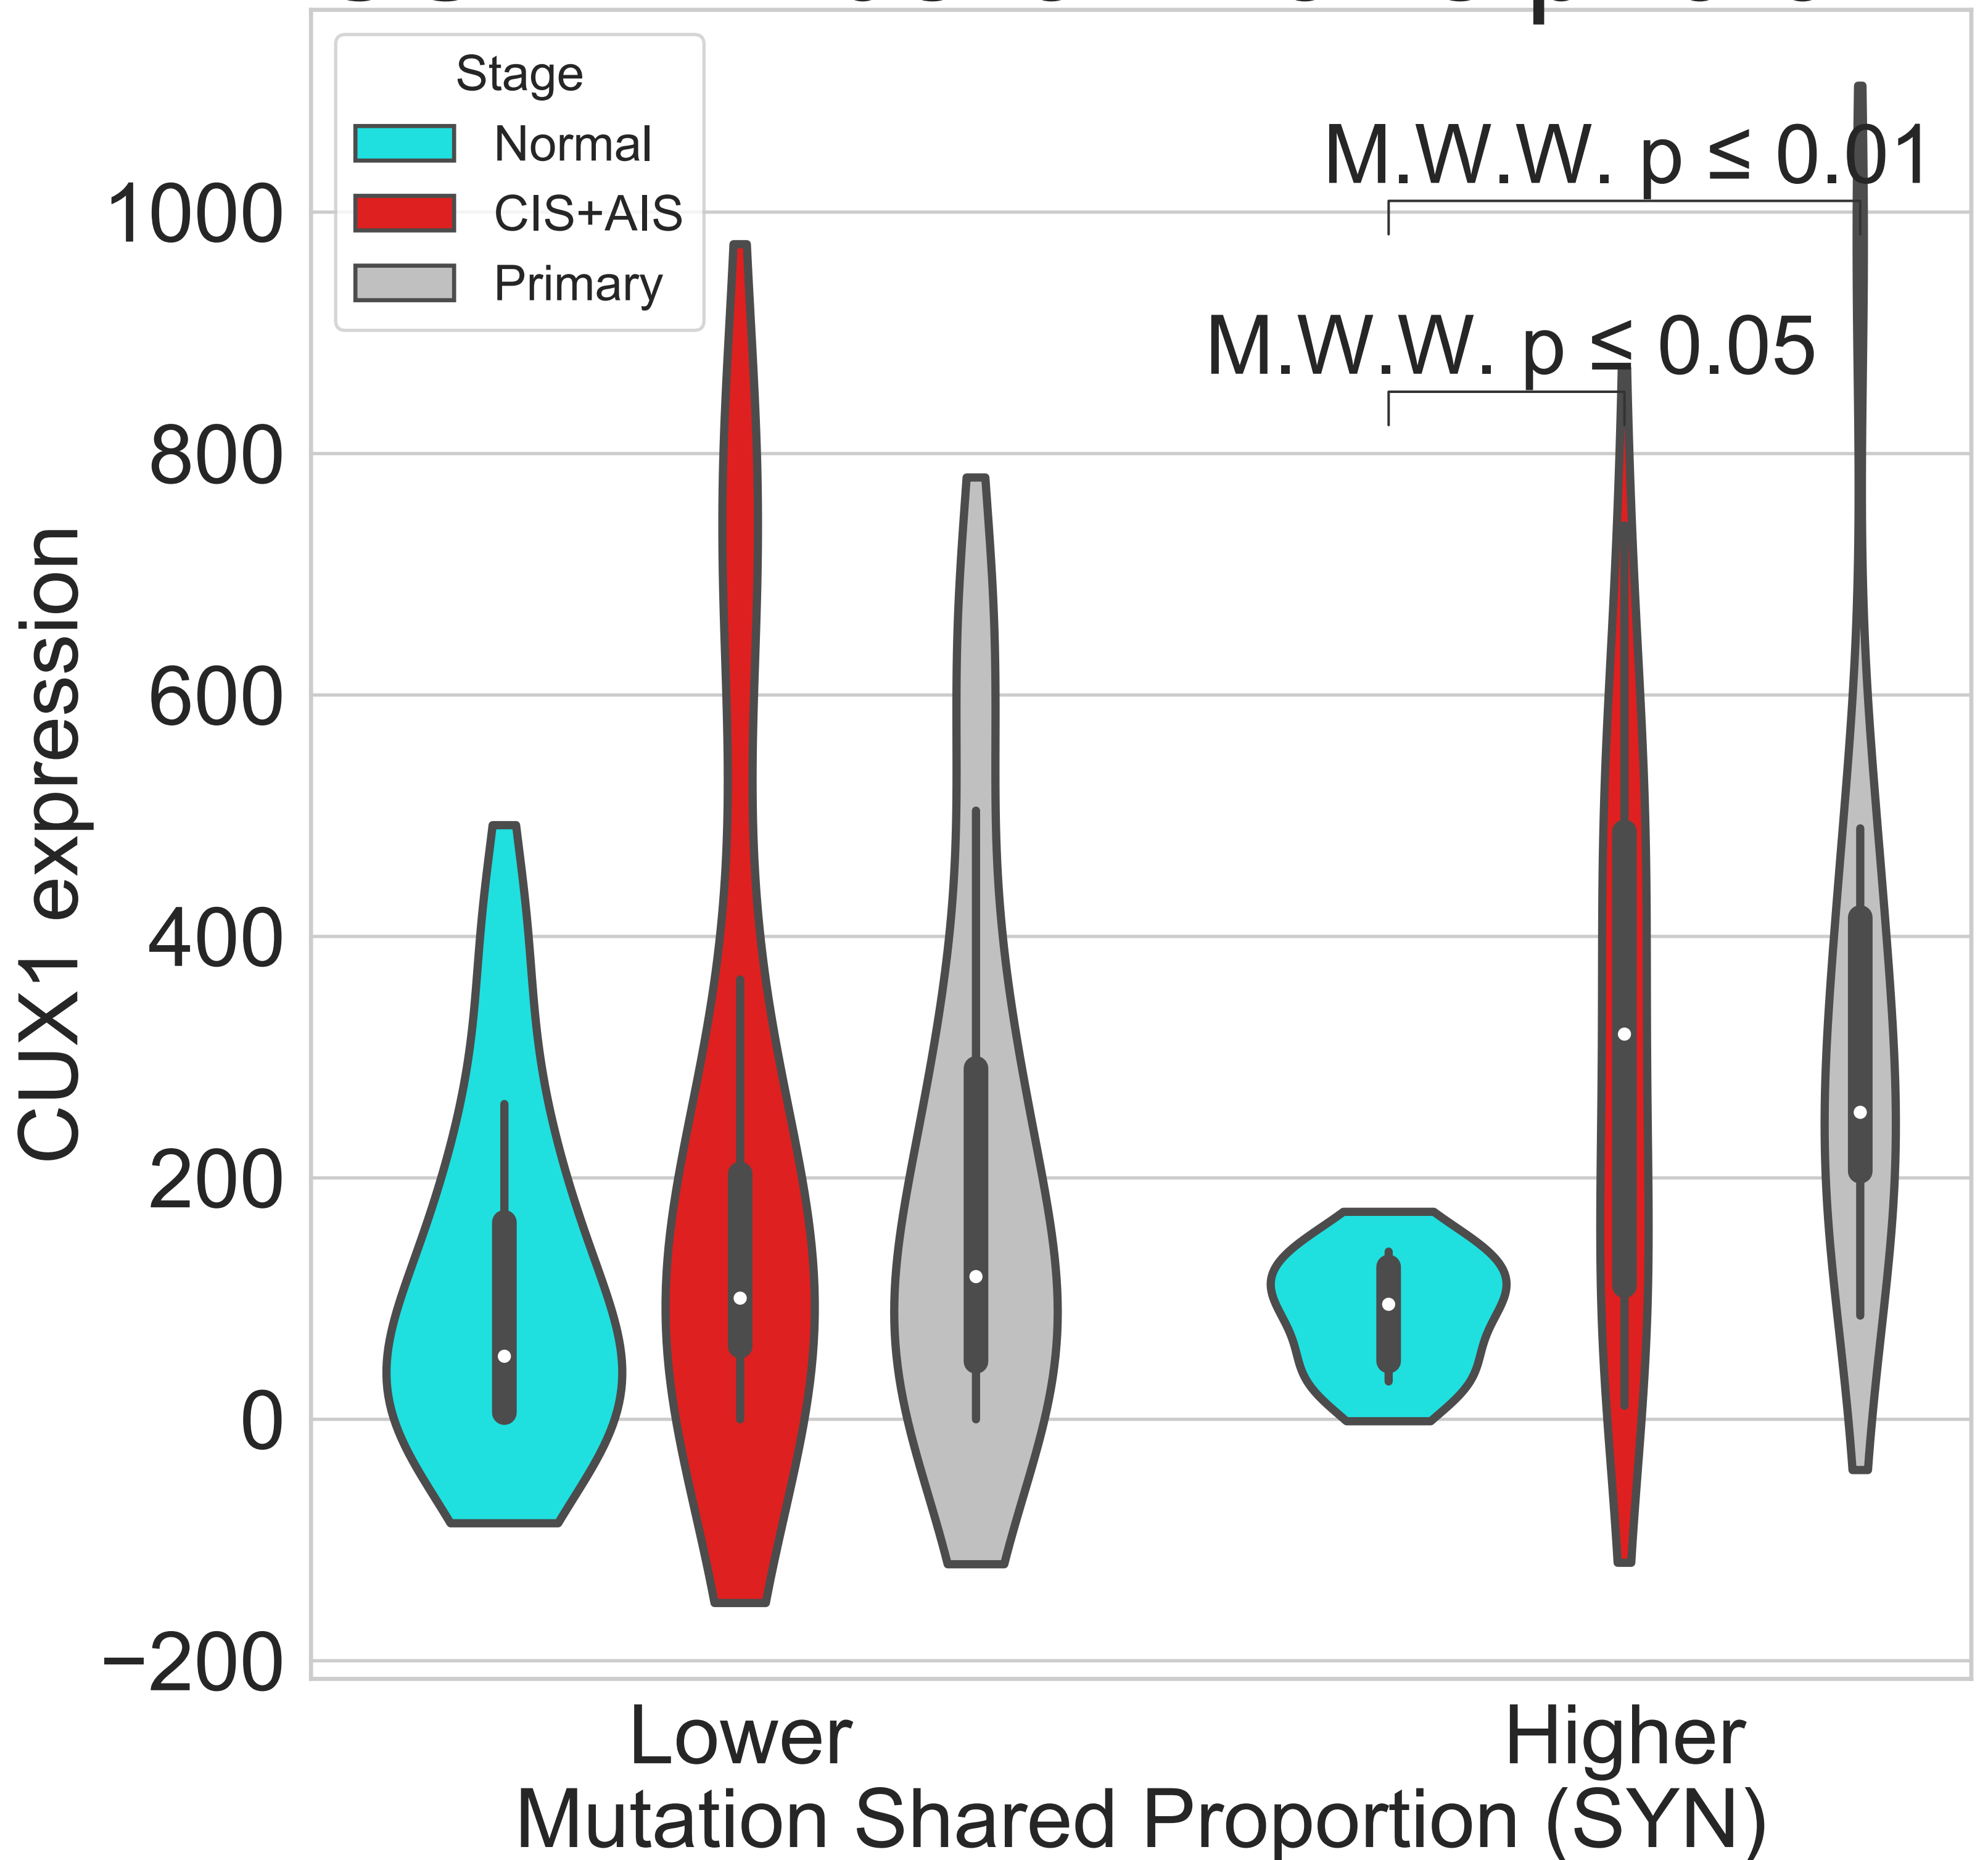 Stage
Normal
CIS+AIS
Primary
M.W.W. p ≤ 0.01
M.W.W. p ≤ 0.05
1000
800
600
400
200
0
−200
CUX1 expression
Lower
Higher
Mutation Shared Proportion (SYN)